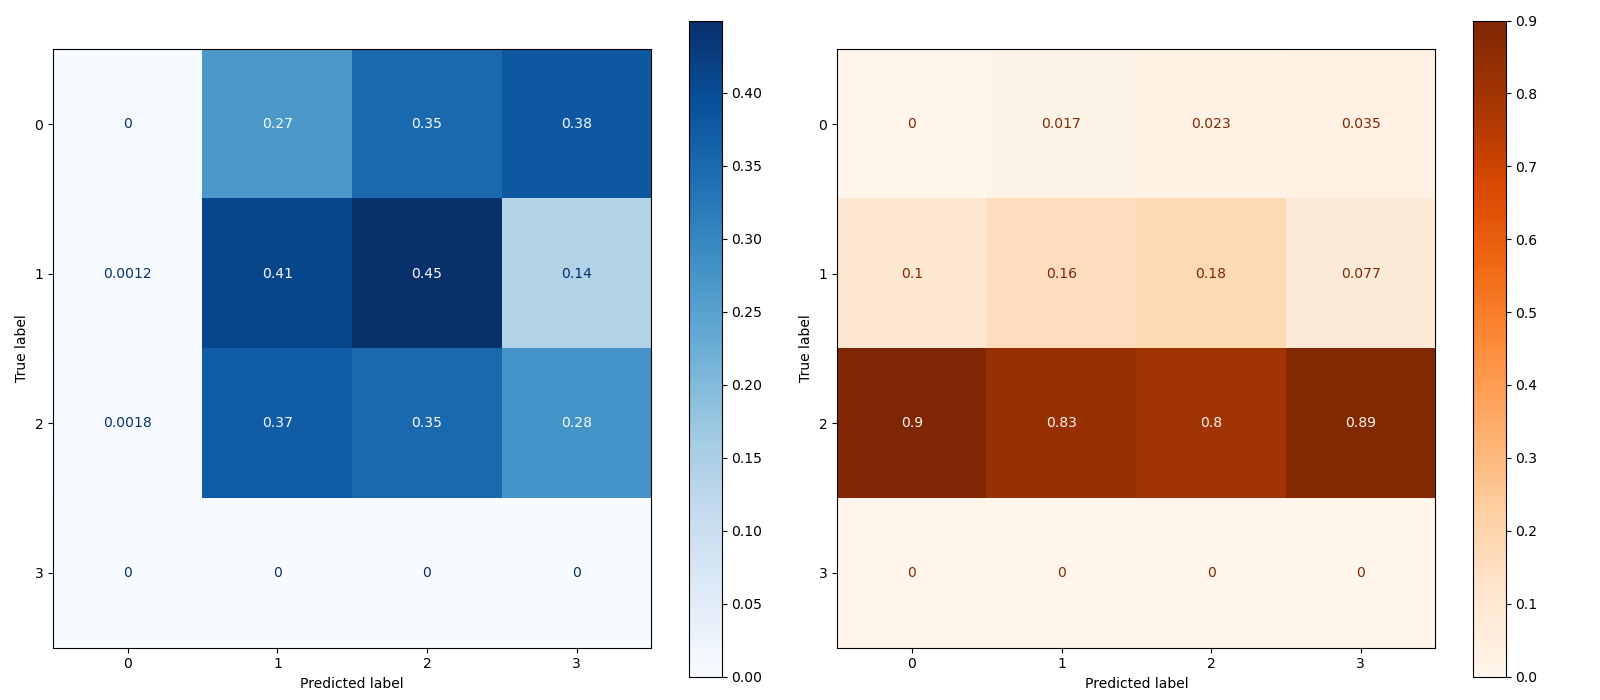 0 0 0.27 0.35 0.38
1 0.0012 0.41 0.45 0.14
2 0.0018 0.37 0.35 0.28
3 0 0 0 0
0 1 2 3
Predicted label
True label
0.40
0.35
0.30
0.25
0.20
0.15
0.10
0.05
0.00
0 0 0.017 0.023 0.035
1 0.1 0.16 0.18 0.077
2 0.9 0.83 0.8 0.89
3 0 0 0 0
0 1 2 3
Predicted label
True label
0.9
0.8
0.7
0.6
0.5
0.4
0.3
0.2
0.1
0.0